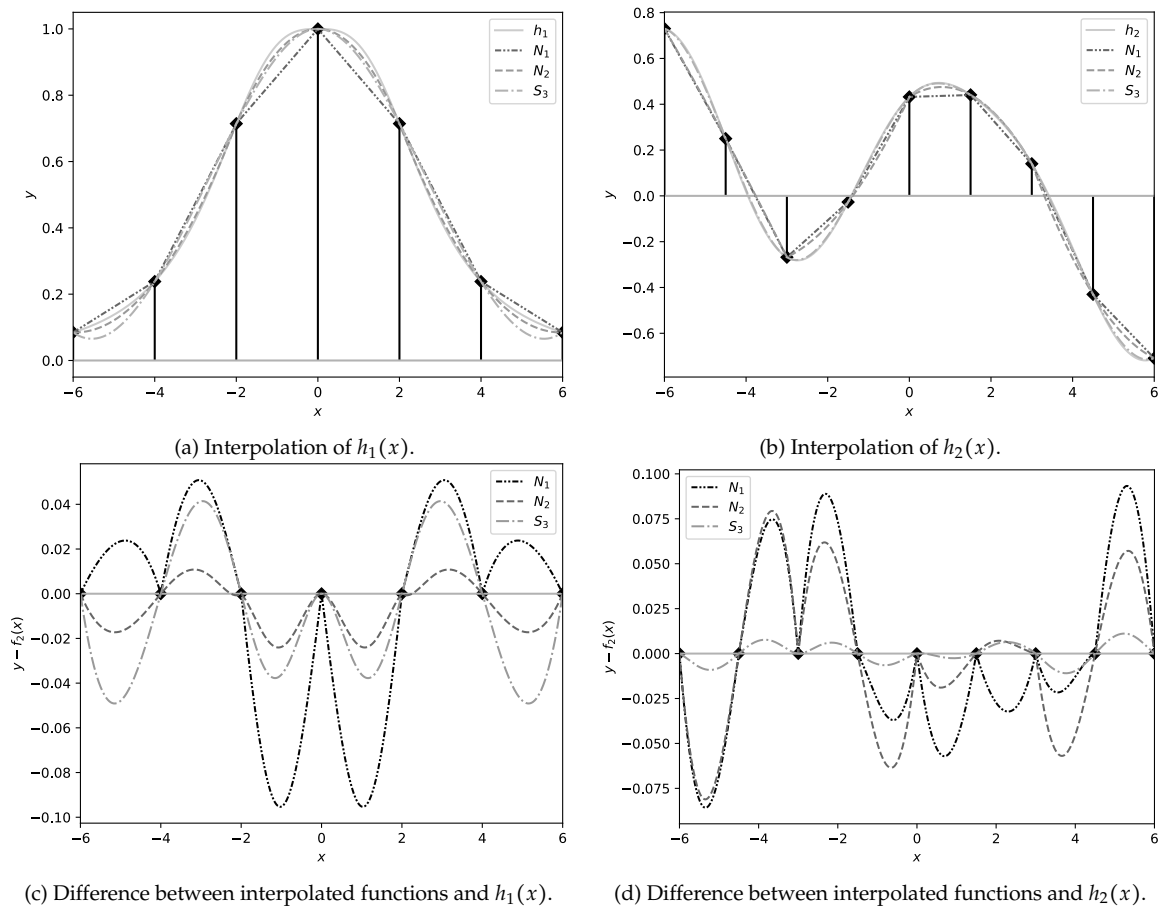 1.0
0.8
0.6
0.4
0.2
0.0
y
−6 −4 −2 0 2 4 6
x
h₁
N₁
N₂
S₃
(a) Interpolation of h₁(x).
0.6
0.4
0.2
0.0
−0.2
−0.4
−0.6
y
−6 −4 −2 0 2 4 6
x
h₂
N₁
N₂
S₃
(b) Interpolation of h₂(x).
0.04
0.02
0.00
−0.02
−0.04
−0.06
−0.08
−0.10
y − f₂(x)
−6 −4 −2 0 2 4 6
x
N₁
N₂
S₃
(c) Difference between interpolated functions and h₁(x).
0.100
0.075
0.050
0.025
0.000
−0.025
−0.050
−0.075
y − f₂(x)
−6 −4 −2 0 2 4 6
x
N₁
N₂
S₃
(d) Difference between interpolated functions and h₂(x).